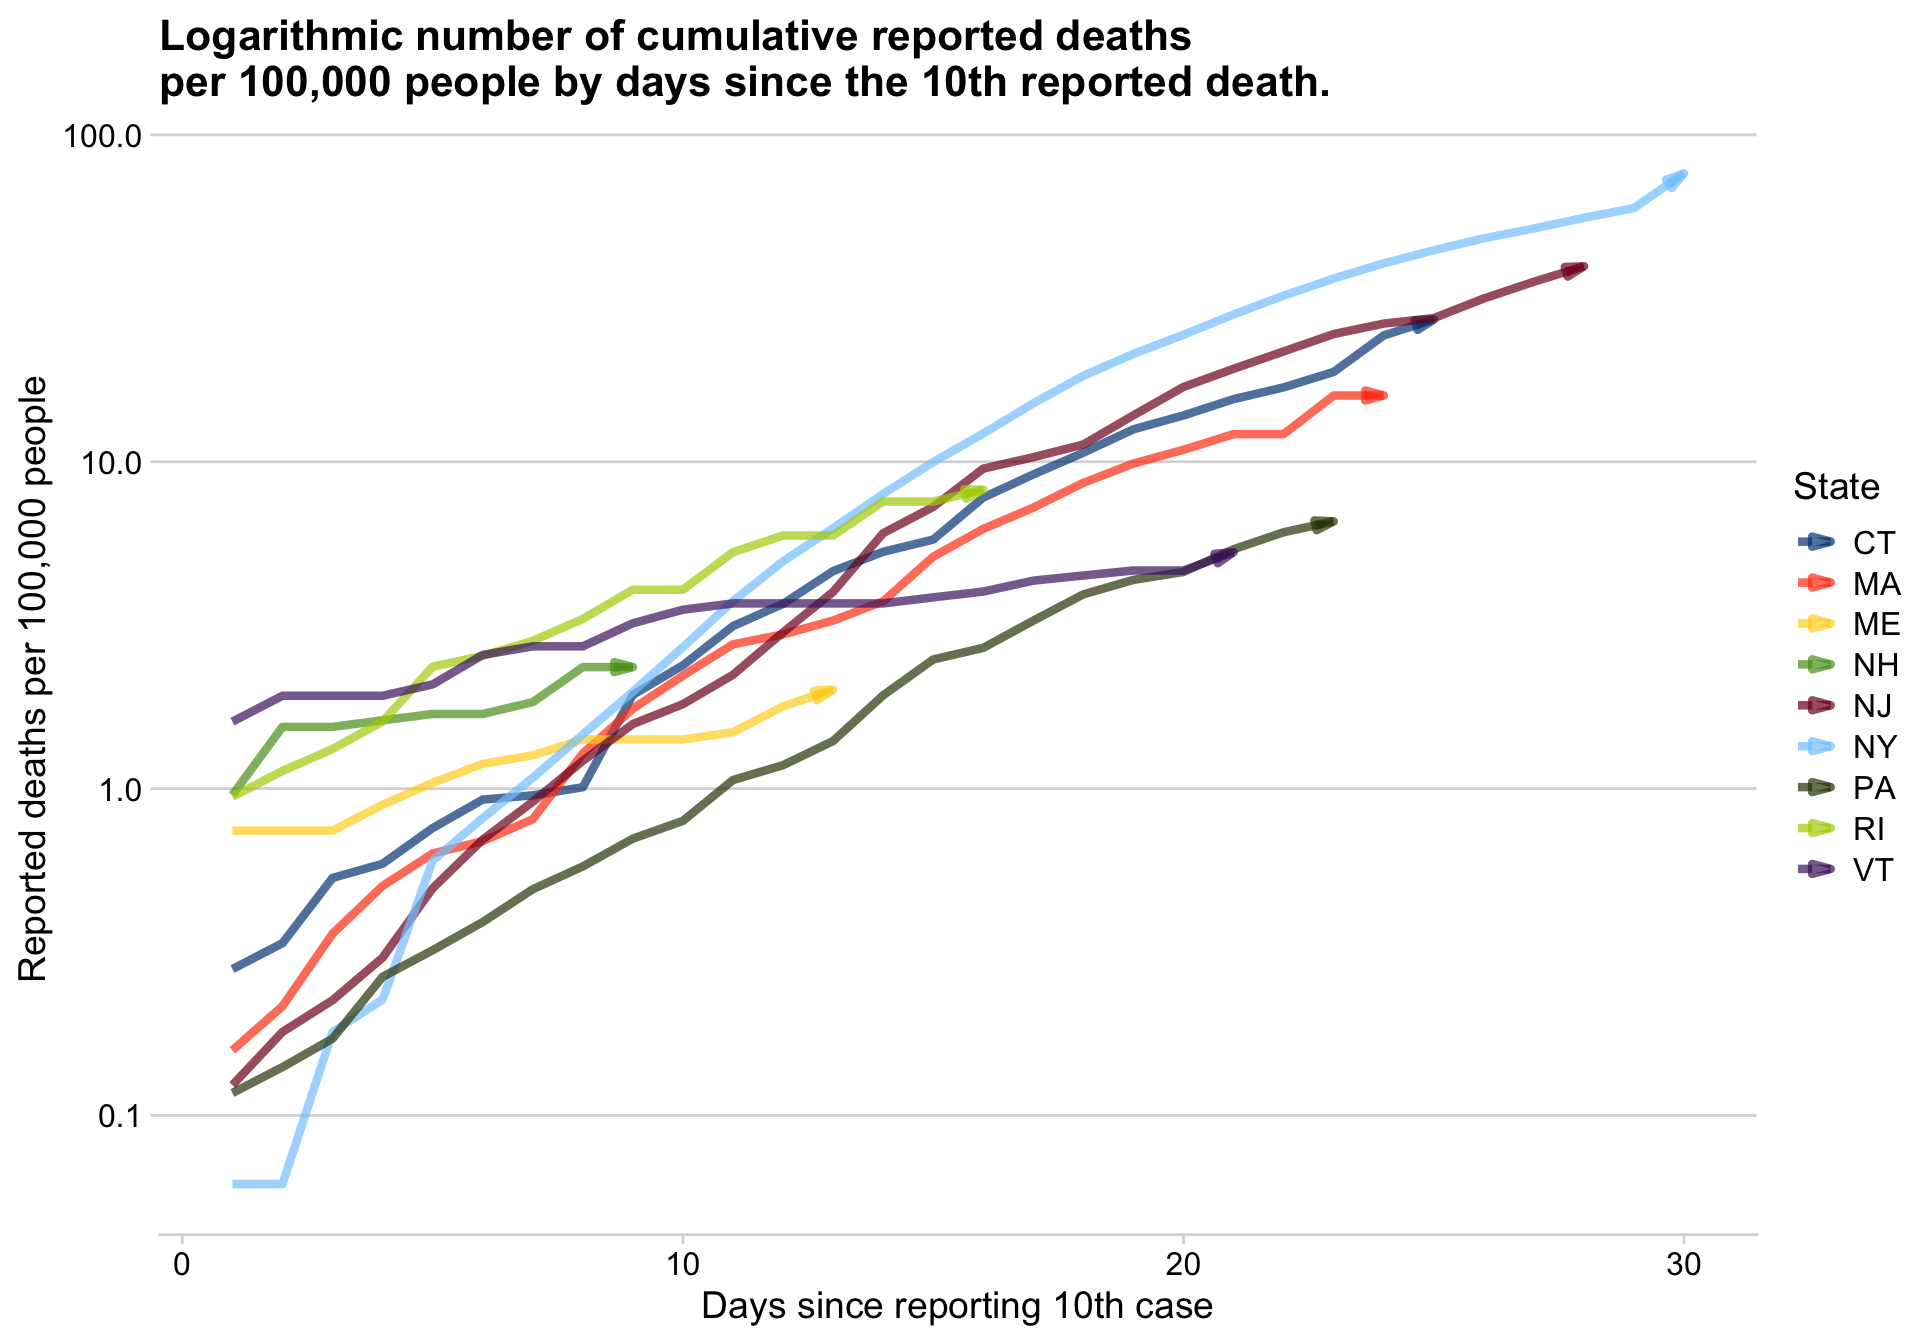 Logarithmic number of cumulative reported deaths
per 100,000 people by days since the 10th reported death.
Reported deaths per 100,000 people
100.0
10.0
1.0
0.1
0
10
20
30
Days since reporting 10th case
State
CT
MA
ME
NH
NJ
NY
PA
RI
VT